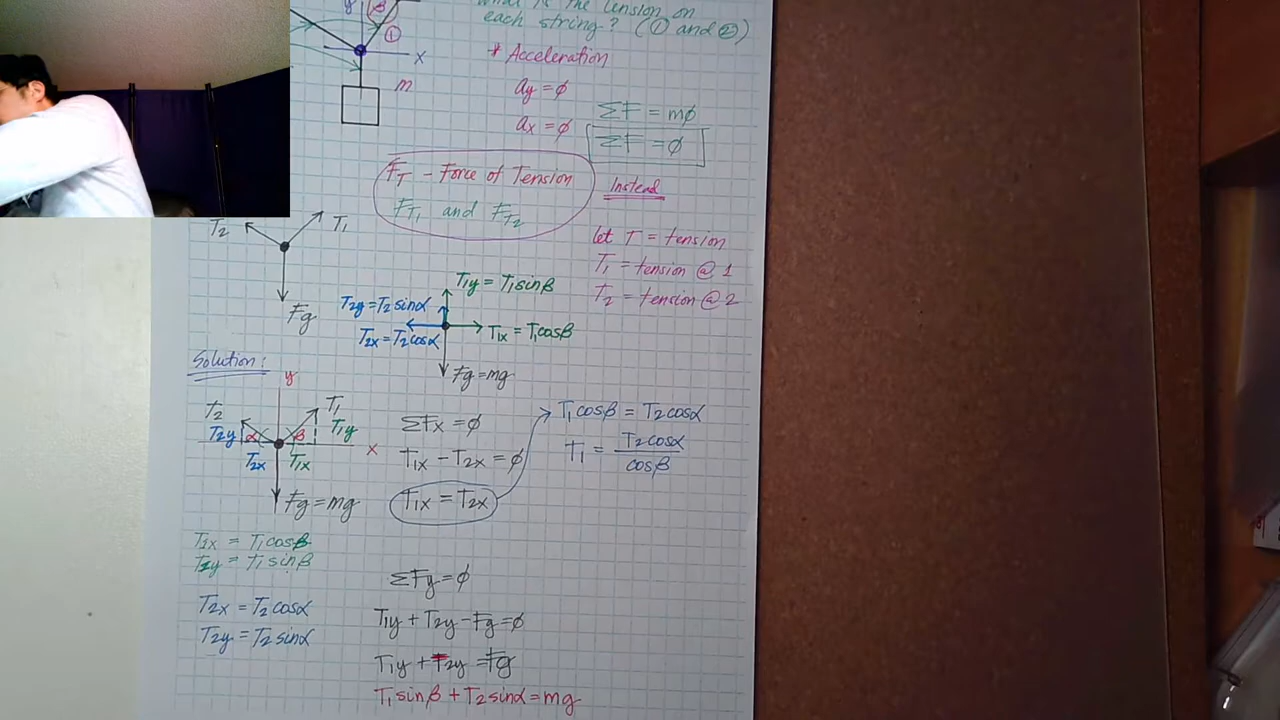 What is the tension on
each string? (① and ②)
y
β
①
x
m
* Acceleration
ay = ∅
ax = ∅
ΣF = m∅
ΣF = ∅
FT - Force of Tension
FT1 and FT2
Instead
let T = tension
T1 = tension @ 1
T2 = tension @ 2
T2
T1
Fg
T1y = T1sinβ
T2y = T2 sinα
T2x = T2cosα
T1x = T1cosβ
Fg = mg
Solution:
y
T2
T1
T2y
α
β
T1y
x
T2x
T1x
Fg = mg
ΣFx = ∅
T1x - T2x = ∅
T1x = T2x
T1cosβ = T2cosα
T1 = T2cosα / cosβ
T1x = T1cosβ
T2y = T1 sinβ
T2x = T2cosα
T2y = T2 sinα
ΣFy = ∅
T1y + T2y - Fg = ∅
T1y + T2y = Fg
T1 sinβ + T2 sinα = mg